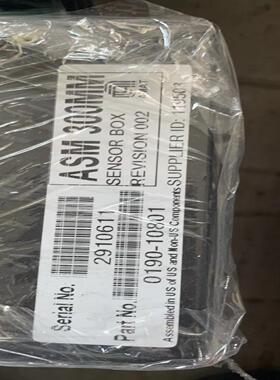 ASM 300MM
SENSOR BOX
REVISION 002
SUPPLIER ID: 110583
Serial No.
2910611
Part No.
0190-10801
Assembled in US of US and Non-US Components